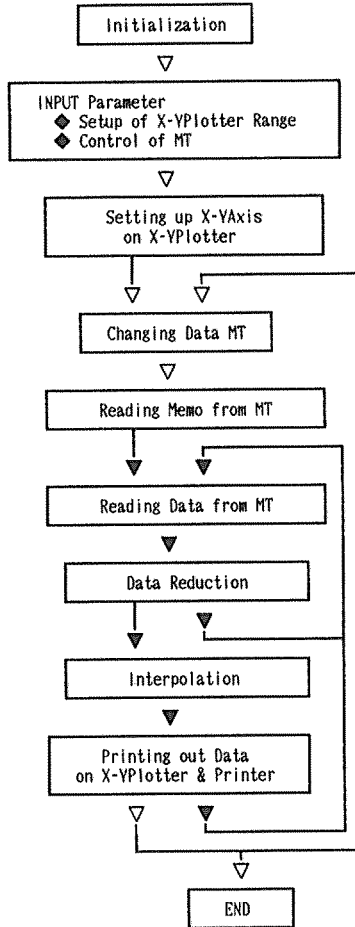 Initialization
INPUT Parameter
◆ Setup of X-YPlotter Range
◆ Control of MT
Setting up X-YAxis
on X-YPlotter
Changing Data MT
Reading Memo from MT
Reading Data from MT
Data Reduction
Interpolation
Printing out Data
on X-YPlotter & Printer
END